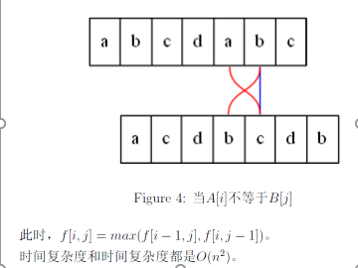 a b c d a b c
a c d b c d b
Figure 4: 当A[i]不等于B[j]
此时，f[i, j] = max(f[i − 1, j], f[i, j − 1])。
时间复杂度和时间复杂度都是O(n²)。